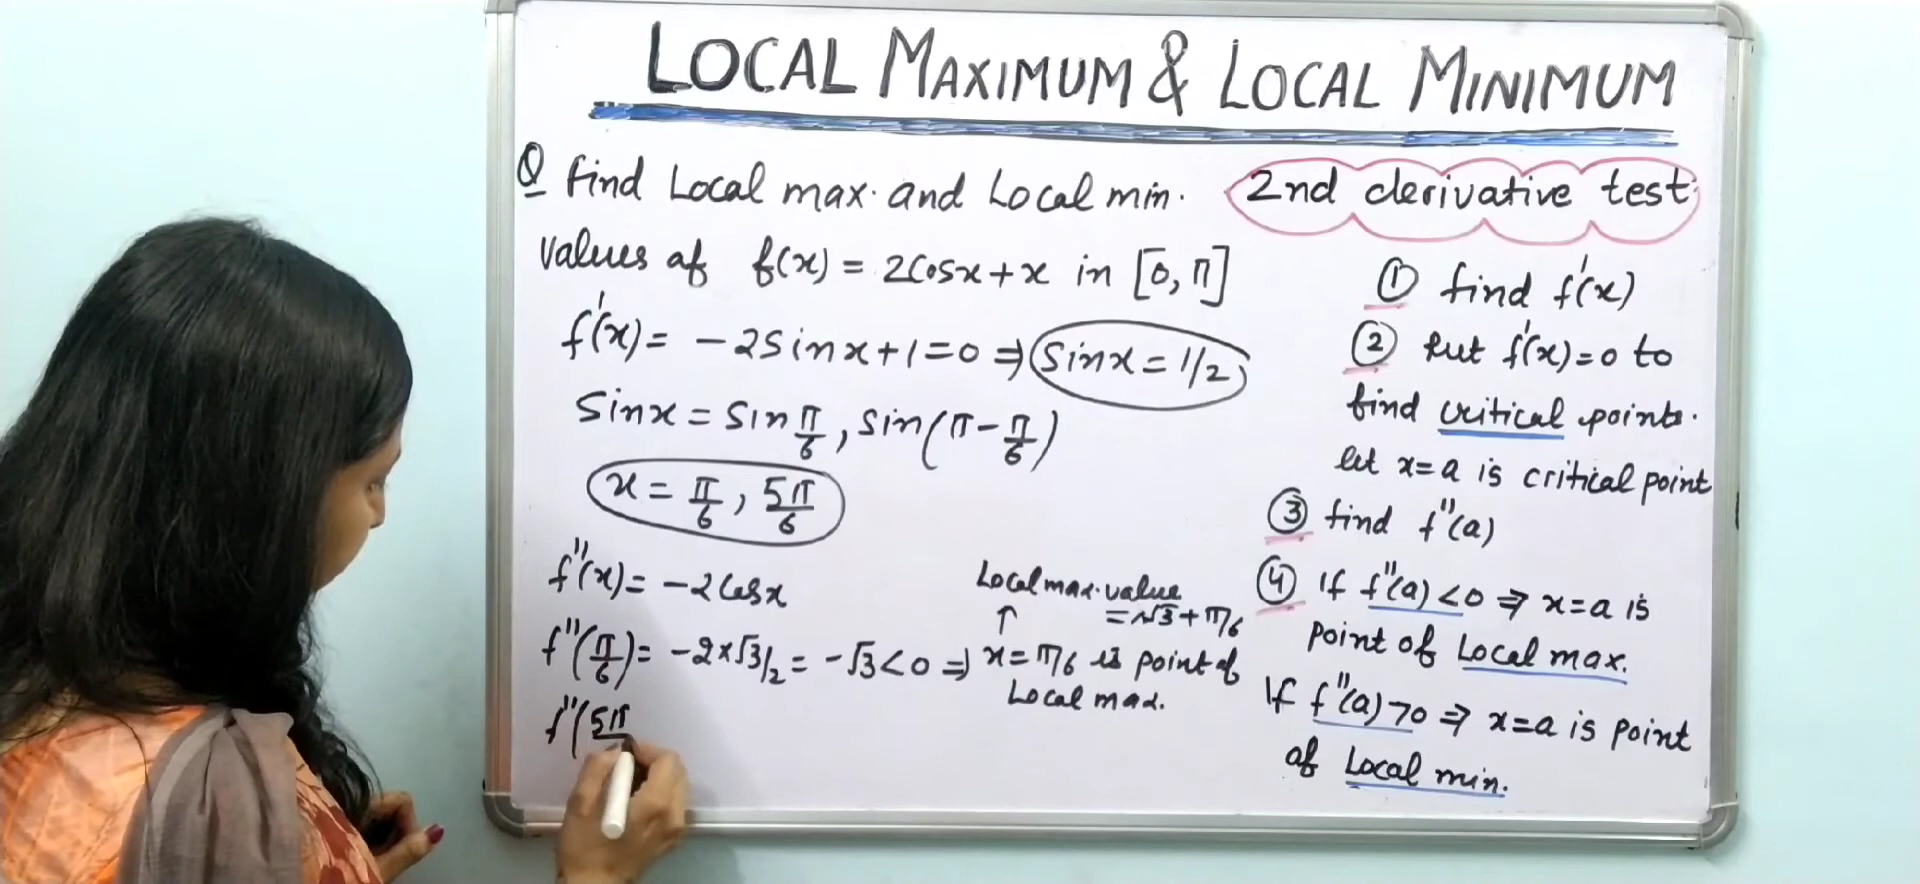 LOCAL MAXIMUM & LOCAL MINIMUM
Q find Local max. and Local min.
values of f(x) = 2cosx + x in [0, π]
f'(x) = -2sinx + 1 = 0 ⇒ sinx = 1/2
sinx = sin π/6, sin(π - π/6)
x = π/6, 5π/6
f''(x) = -2cosx
Local max. value
= √3 + π/6
↑
f''(π/6) = -2×√3/2 = -√3 < 0 ⇒ x = π/6 is point of
Local max.
f''(5π
2nd derivative test
① find f'(x)
② Put f'(x) = 0 to
find critical points.
let x = a is critical point
③ find f''(a)
④ If f''(a) < 0 ⇒ x = a is
point of Local max.
If f''(a) > 0 ⇒ x = a is point
of Local min.